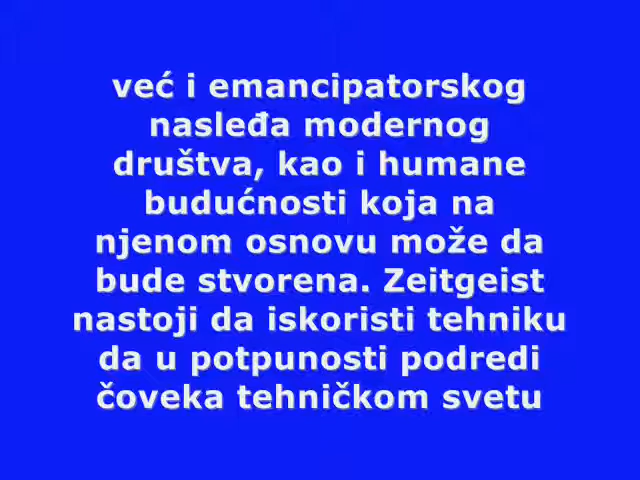 već i emancipatorskog
nasleđa modernog
društva, kao i humane
budućnosti koja na
njenom osnovu može da
bude stvorena. Zeitgeist
nastoji da iskoristi tehniku
da u potpunosti podredi
čoveka tehničkom svetu